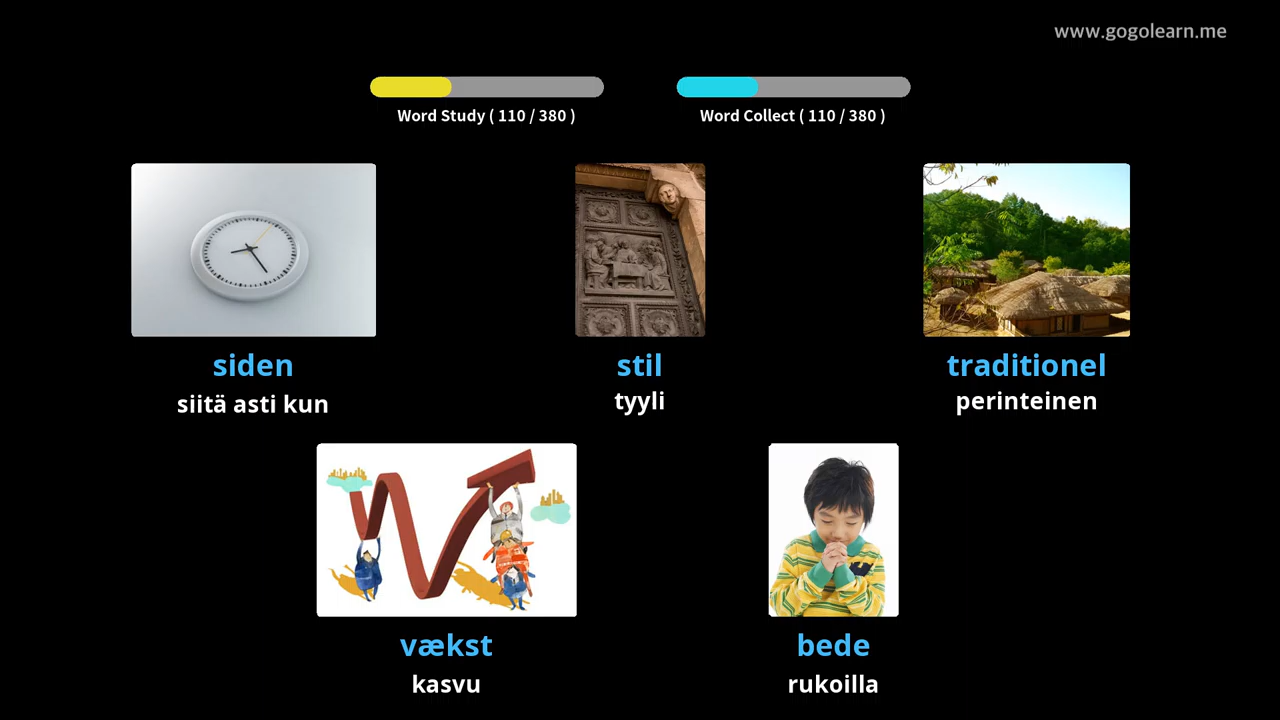 www.gogolearn.me
Word Study ( 110 / 380 )
Word Collect ( 110 / 380 )
siden
siitä asti kun
stil
tyyli
traditionel
perinteinen
vækst
kasvu
bede
rukoilla